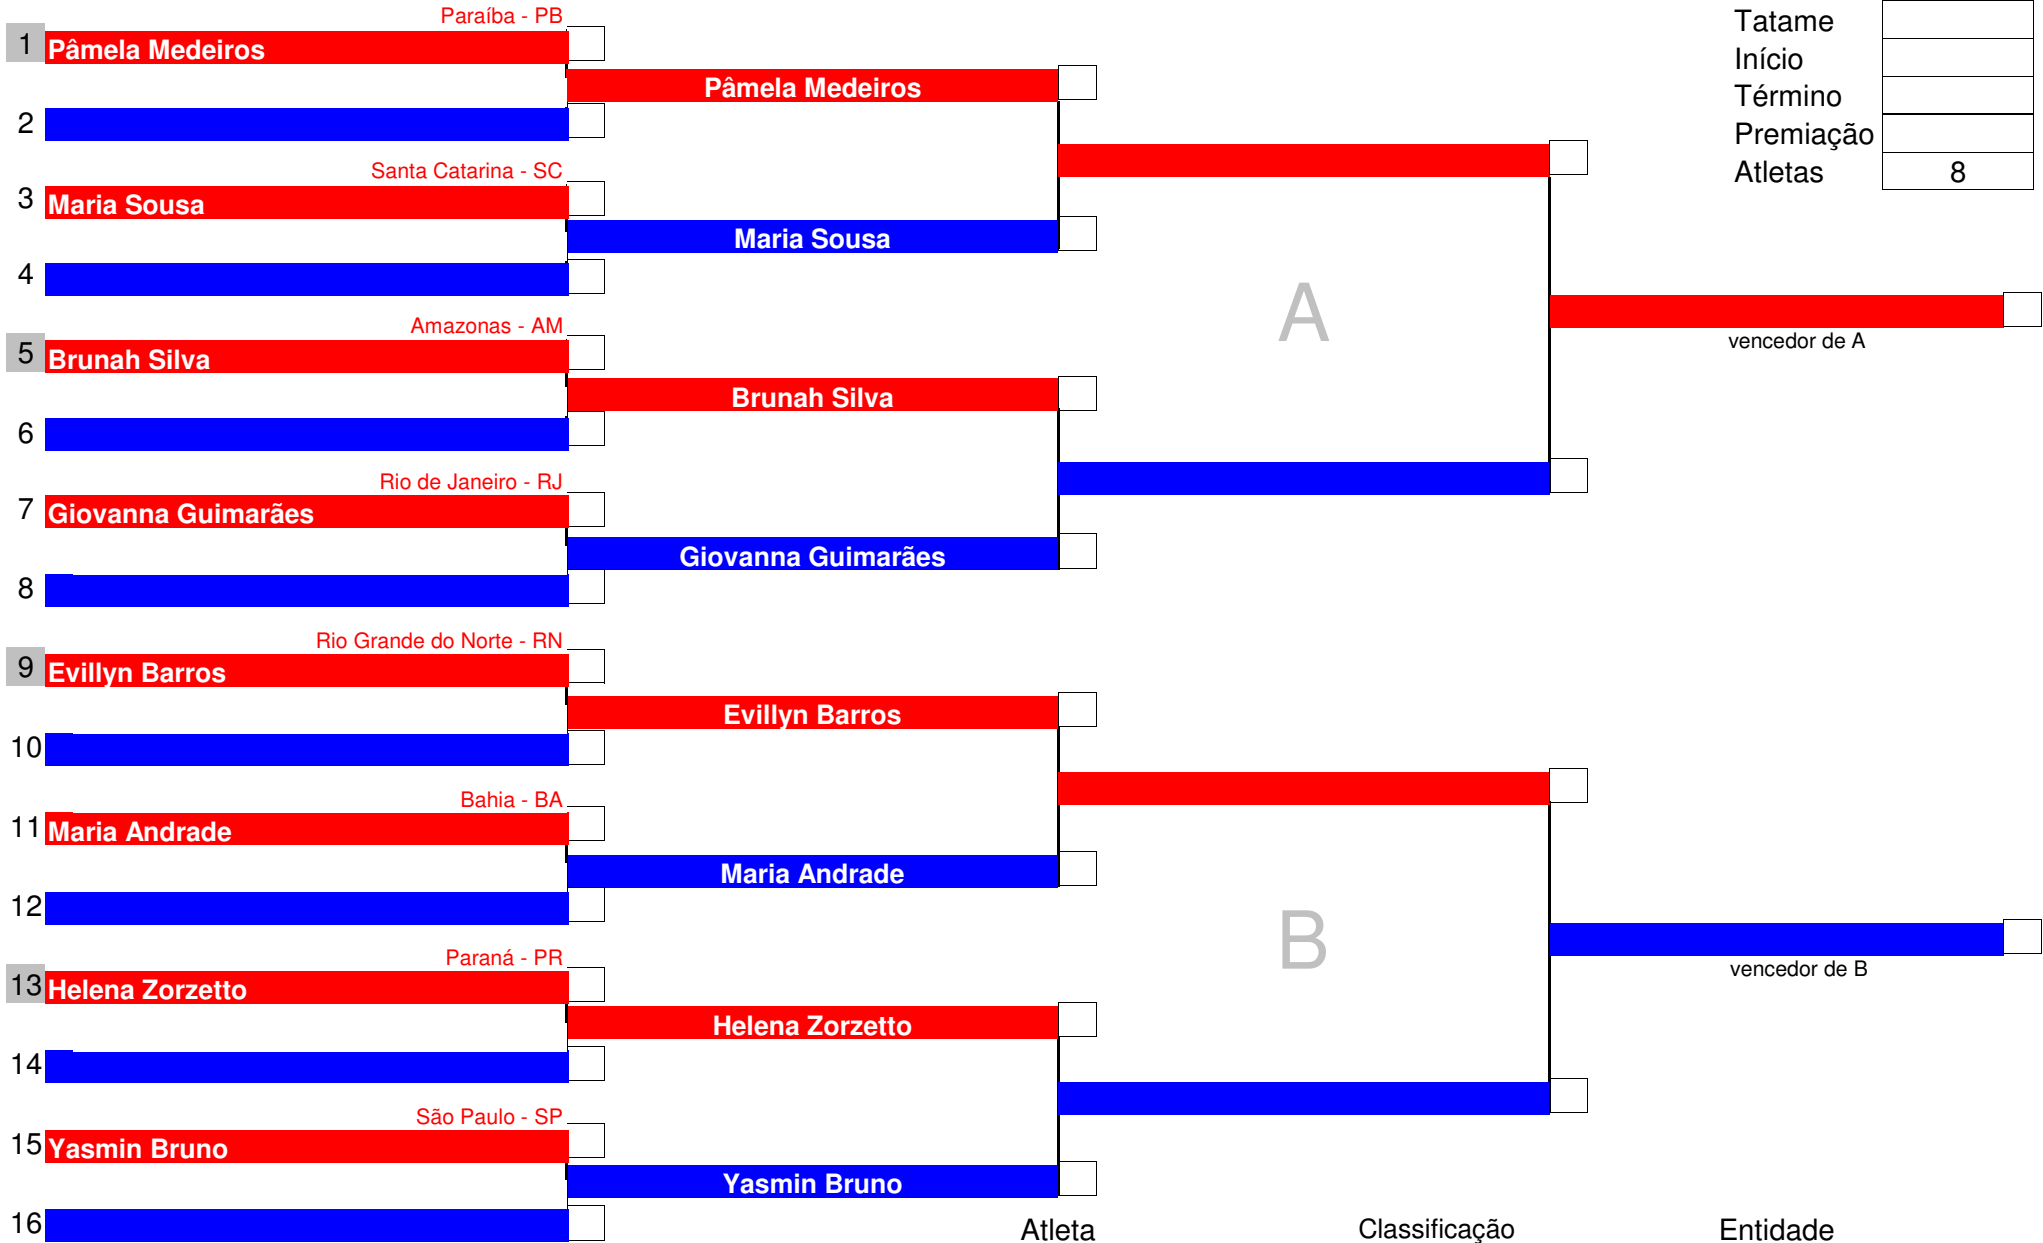 Paraíba - PB
1 Pâmela Medeiros
Pâmela Medeiros
2
Santa Catarina - SC
3 Maria Sousa
Maria Sousa
4
Amazonas - AM
5 Brunah Silva
Brunah Silva
6
Rio de Janeiro - RJ
7 Giovanna Guimarães
Giovanna Guimarães
8
Rio Grande do Norte - RN
9 Evillyn Barros
Evillyn Barros
10
Bahia - BA
11 Maria Andrade
Maria Andrade
12
Paraná - PR
13 Helena Zorzetto
Helena Zorzetto
14
São Paulo - SP
15 Yasmin Bruno
Yasmin Bruno
16
A
B
vencedor de A
vencedor de B
Tatame
Início
Término
Premiação
Atletas 8
Atleta Classificação Entidade